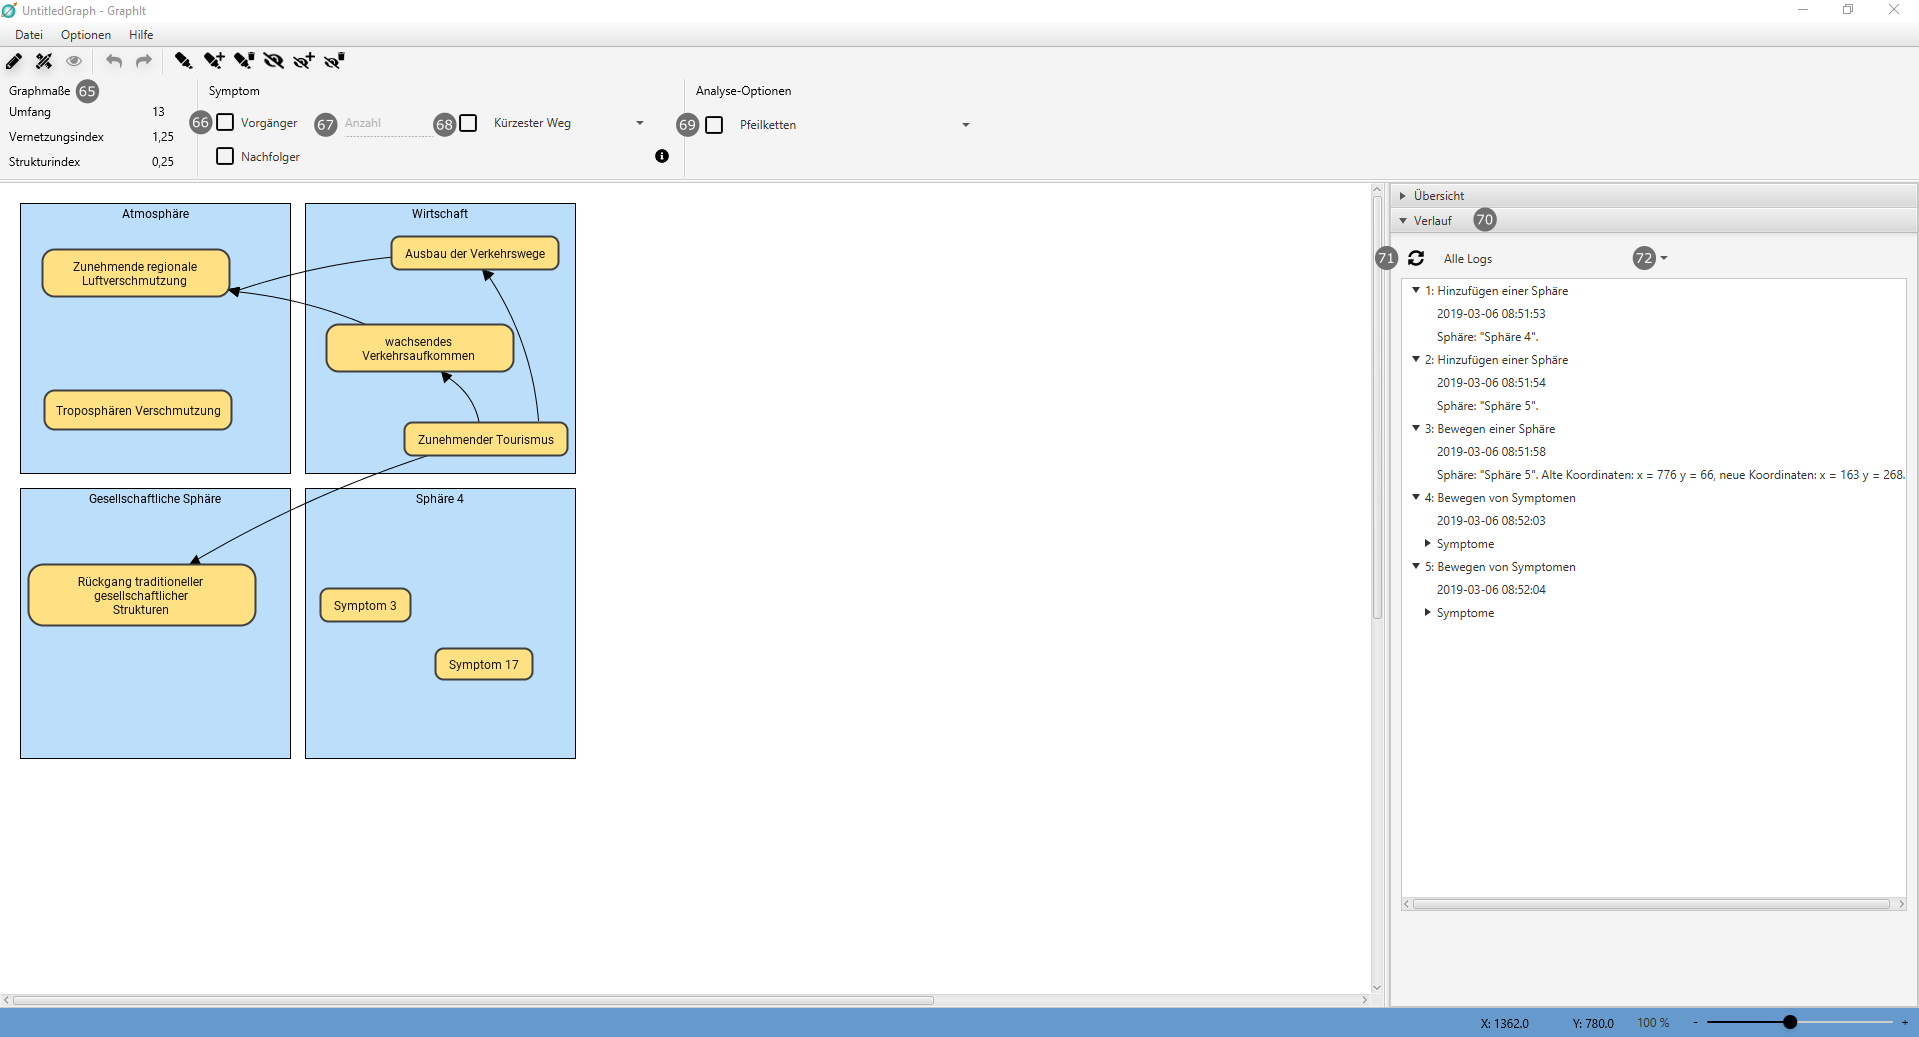 UntitledGraph - GraphIt
Datei Optionen Hilfe
Graphmaße 65
Umfang 13
Vernetzungsindex 1,25
Strukturindex 0,25
Symptom
66 Vorgänger 67 Anzahl 68 Kürzester Weg
Nachfolger
Analyse-Optionen
69 Pfeilketten
Atmosphäre
Zunehmende regionale
Luftverschmutzung
Troposphären Verschmutzung
Wirtschaft
Ausbau der Verkehrswege
wachsendes
Verkehrsaufkommen
Zunehmender Tourismus
Gesellschaftliche Sphäre
Rückgang traditioneller
gesellschaftlicher
Strukturen
Sphäre 4
Symptom 3
Symptom 17
Übersicht
Verlauf 70
71 Alle Logs 72
1: Hinzufügen einer Sphäre
2019-03-06 08:51:53
Sphäre: "Sphäre 4".
2: Hinzufügen einer Sphäre
2019-03-06 08:51:54
Sphäre: "Sphäre 5".
3: Bewegen einer Sphäre
2019-03-06 08:51:58
Sphäre: "Sphäre 5". Alte Koordinaten: x = 776 y = 66, neue Koordinaten: x = 163 y = 268.
4: Bewegen von Symptomen
2019-03-06 08:52:03
Symptome
5: Bewegen von Symptomen
2019-03-06 08:52:04
Symptome
X: 1362.0 Y: 780.0 100 % - +